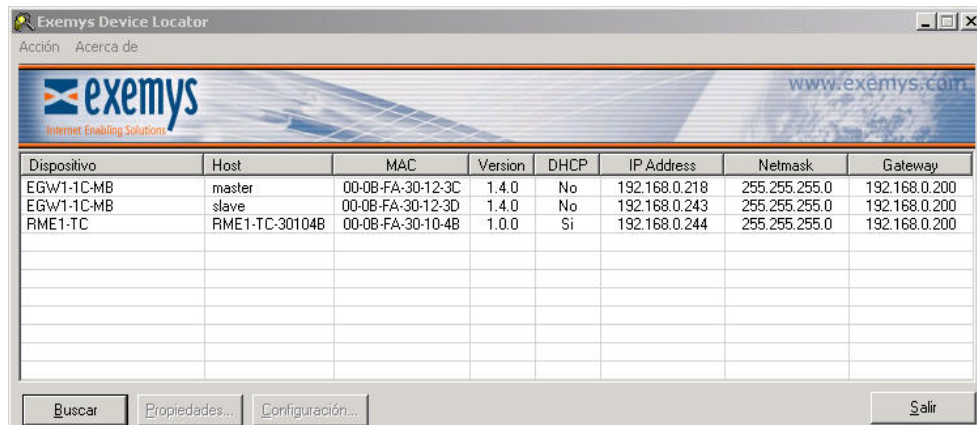 Exemys Device Locator
Acción Acerca de
exemys
Internet Enabling Solutions
www.exemys.com
Dispositivo Host MAC Version DHCP IP Address Netmask Gateway
EGW1-1C-MB master 00-0B-FA-30-12-3C 1.4.0 No 192.168.0.218 255.255.255.0 192.168.0.200
EGW1-1C-MB slave 00-0B-FA-30-12-3D 1.4.0 No 192.168.0.243 255.255.255.0 192.168.0.200
RME1-TC RME1-TC-30104B 00-0B-FA-30-10-4B 1.0.0 Si 192.168.0.244 255.255.255.0 192.168.0.200
Buscar Propiedades... Configuración... Salir